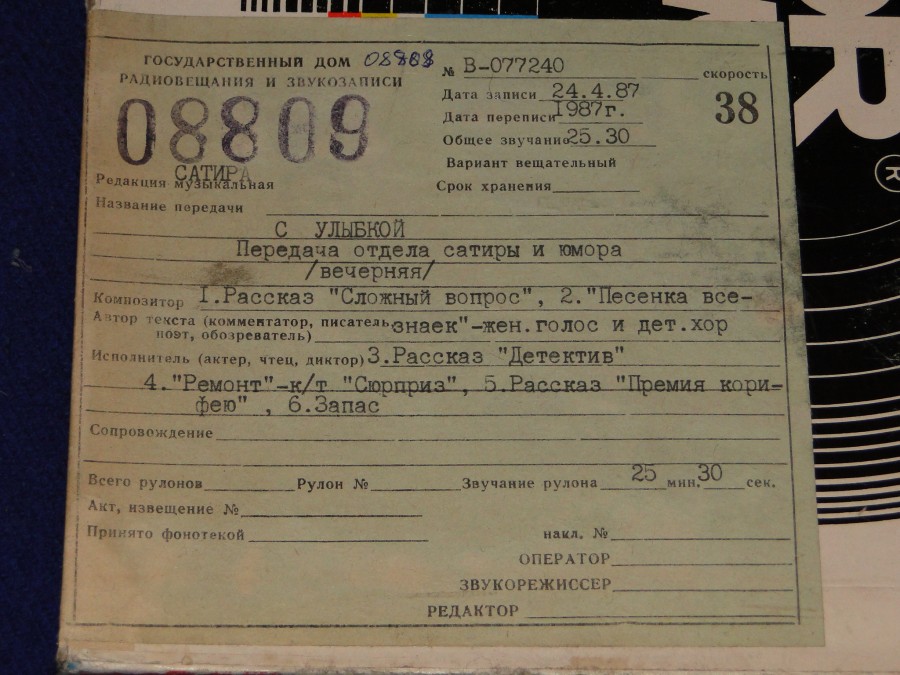 ГОСУДАРСТВЕННЫЙ ДОМ
РАДИОВЕЩАНИЯ И ЗВУКОЗАПИСИ
08809
№ В-077240
скорость
38
Дата записи 24.4.87
Дата переписи 1987г.
Общее звучание 25.30
Вариант вещательный
Срок хранения
САТИРА
Редакция музыкальная
Название передачи
С УЛЫБКОЙ
Передача отдела сатиры и юмора
/вечерняя/
Композитор 1.Рассказ "Сложный вопрос", 2."Песенка все-
Автор текста (комментатор, писатель, знаек"-жен.голос и дет.хор
поэт, обозреватель)
Исполнитель (актер, чтец, диктор) 3.Рассказ "Детектив"
4."Ремонт"-к/т "Сюрприз", 5.Рассказ "Премия кори-
фею" , 6.Запас
Сопровождение
Всего рулонов Рулон № Звучание рулона 25 мин. 30 сек.
Акт, извещение №
Принято фонотекой накл. №
ОПЕРАТОР
ЗВУКОРЕЖИССЕР
РЕДАКТОР
OR
®